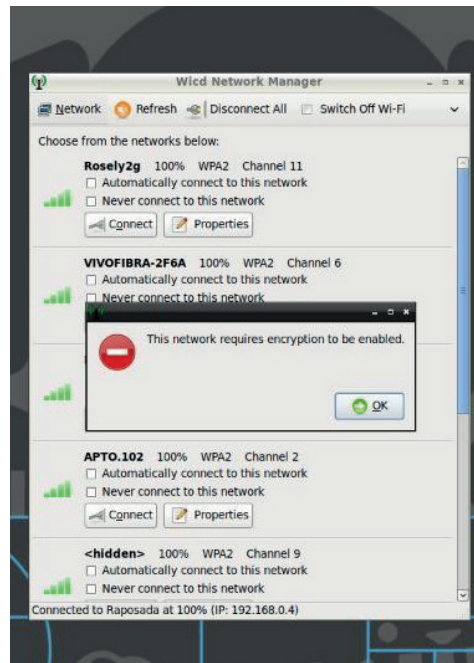 Wicd Network Manager
Network Refresh Disconnect All Switch Off Wi-Fi
Choose from the networks below:
Rosely2g 100% WPA2 Channel 11
Automatically connect to this network
Never connect to this network
Connect Properties
VIVOFIBRA-2F6A 100% WPA2 Channel 6
Automatically connect to this network
Never connect to this network
This network requires encryption to be enabled.
OK
APTO.102 100% WPA2 Channel 2
Automatically connect to this network
Never connect to this network
Connect Properties
<hidden> 100% WPA2 Channel 9
Automatically connect to this network
Never connect to this network
Connected to Raposada at 100% (IP: 192.168.0.4)